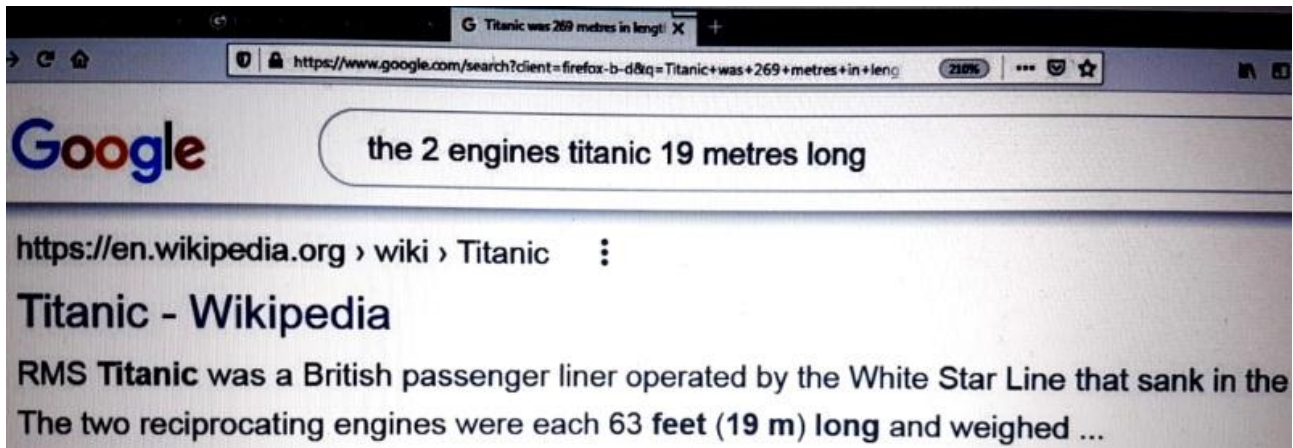 G Titanic was 269 metres in lengt X +
https://www.google.com/search?client=firefox-b-d&q=Titanic+was+269+metres+in+leng 210% ...
Google the 2 engines titanic 19 metres long
https://en.wikipedia.org › wiki › Titanic
Titanic - Wikipedia
RMS Titanic was a British passenger liner operated by the White Star Line that sank in the
The two reciprocating engines were each 63 feet (19 m) long and weighed ...